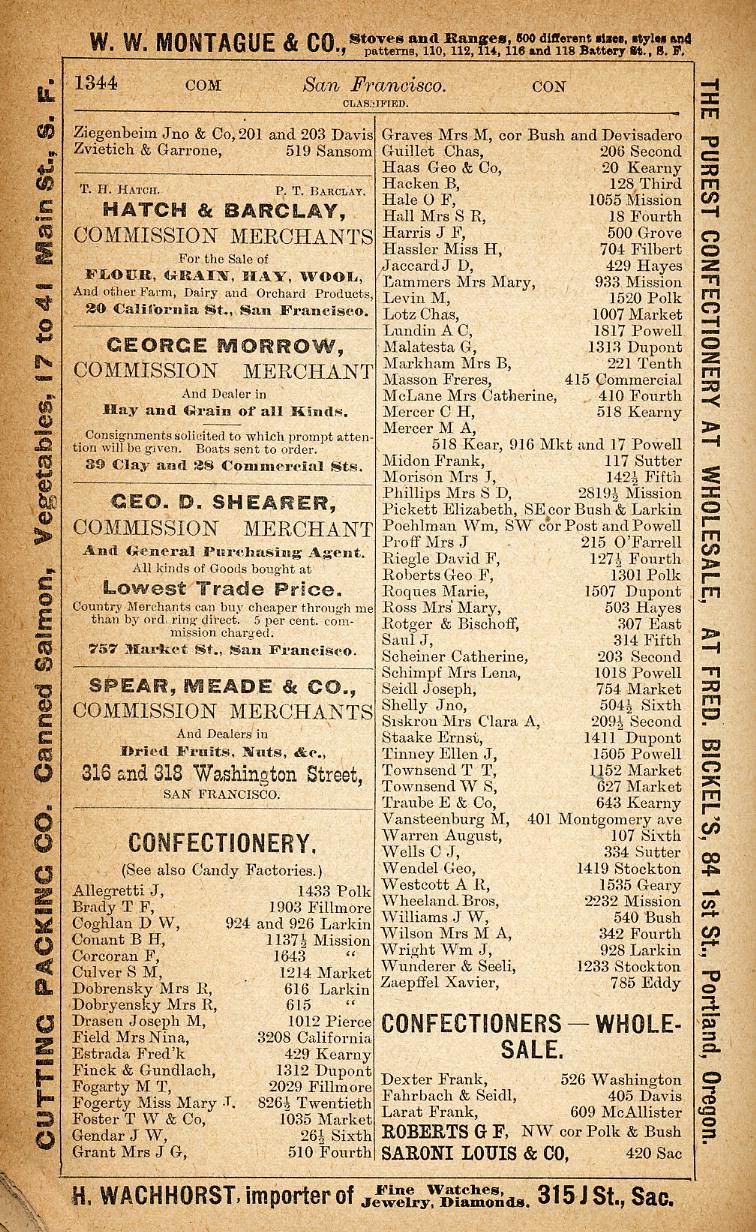 W. W. MONTAGUE & CO., Stoves and Ranges, 500 different sizes, styles and
patterns, 110, 112, 114, 116 and 118 Battery St., S. F.
CUTTING PACKING CO. Canned Salmon, Vegetables, 17 to 41 Main St., S. F.
1344 COM San Francisco. CON
CLASSIFIED.
Ziegenbeim Jno & Co, 201 and 203 Davis
Zvietich & Garrone, 519 Sansom
T. H. HATCH. P. T. BARCLAY.
HATCH & BARCLAY,
COMMISSION MERCHANTS
For the Sale of
FLOUR, GRAIN, HAY, WOOL,
And other Farm, Dairy and Orchard Products,
20 California St., San Francisco.
GEORGE MORROW,
COMMISSION MERCHANT
And Dealer in
Hay and Grain of all Kinds.
Consignments solicited to which prompt atten-
tion will be given. Boats sent to order.
39 Clay and 28 Commercial Sts.
GEO. D. SHEARER,
COMMISSION MERCHANT
And General Purchasing Agent.
All kinds of Goods bought at
Lowest Trade Price.
Country Merchants can buy cheaper through me
than by ord ring direct. 5 per cent. com-
mission charged.
757 Market St., San Francisco.
SPEAR, MEADE & CO.,
COMMISSION MERCHANTS
And Dealers in
Dried Fruits, Nuts, &c.,
316 and 318 Washington Street,
SAN FRANCISCO.
CONFECTIONERY.
(See also Candy Factories.)
Allegretti J, 1433 Polk
Brady T F, 1903 Fillmore
Coghlan D W, 924 and 926 Larkin
Conant B H, 1137½ Mission
Corcoran F, 1643 "
Culver S M, 1214 Market
Dobrensky Mrs R, 616 Larkin
Dobryensky Mrs R, 615 "
Drasen Joseph M, 1012 Pierce
Field Mrs Nina, 3208 California
Estrada Fred'k 429 Kearny
Finck & Gundlach, 1312 Dupont
Fogarty M T, 2029 Fillmore
Fogerty Miss Mary J, 826½ Twentieth
Foster T W & Co, 1035 Market
Gendar J W, 26½ Sixth
Grant Mrs J G, 510 Fourth
Graves Mrs M, cor Bush and Devisadero
Guillet Chas, 206 Second
Haas Geo & Co, 20 Kearny
Hacken B, 128 Third
Hale O F, 1055 Mission
Hall Mrs S R, 18 Fourth
Harris J F, 500 Grove
Hassler Miss H, 704 Filbert
Jaccard J D, 429 Hayes
Lammers Mrs Mary, 933 Mission
Levin M, 1520 Polk
Lotz Chas, 1007 Market
Lundin A C, 1817 Powell
Malatesta G, 1313 Dupont
Markham Mrs B, 221 Tenth
Masson Freres, 415 Commercial
McLane Mrs Catherine, 410 Fourth
Mercer C H, 518 Kearny
Mercer M A,
518 Kear, 916 Mkt and 17 Powell
Midon Frank, 117 Sutter
Morison Mrs J, 142½ Fifth
Phillips Mrs S D, 2819½ Mission
Pickett Elizabeth, SE cor Bush & Larkin
Poehlman Wm, SW cor Post and Powell
Proff Mrs J 215 O'Farrell
Riegle David F, 127½ Fourth
Roberts Geo F, 1301 Polk
Roques Marie, 1507 Dupont
Ross Mrs Mary, 503 Hayes
Rotger & Bischoff, 307 East
Saul J, 314 Fifth
Scheiner Catherine, 203 Second
Schimpf Mrs Lena, 1018 Powell
Seidl Joseph, 754 Market
Shelly Jno, 504½ Sixth
Siskrou Mrs Clara A, 209½ Second
Staake Ernst, 1411 Dupont
Tinney Ellen J, 1505 Powell
Townsend T T, 1152 Market
Townsend W S, 627 Market
Traube E & Co, 643 Kearny
Vansteenburg M, 401 Montgomery ave
Warren August, 107 Sixth
Wells C J, 334 Sutter
Wendel Geo, 1419 Stockton
Westcott A R, 1535 Geary
Wheeland Bros, 2232 Mission
Williams J W, 540 Bush
Wilson Mrs M A, 342 Fourth
Wright Wm J, 928 Larkin
Wunderer & Seeli, 1233 Stockton
Zaepffel Xavier, 785 Eddy
CONFECTIONERS — WHOLE-
SALE.
Dexter Frank, 526 Washington
Fahrbach & Seidl, 405 Davis
Larat Frank, 609 McAllister
ROBERTS G F, NW cor Polk & Bush
SARONI LOUIS & CO, 420 Sac
THE PUREST CONFECTIONERY AT WHOLESALE, AT FRED. BICKEL'S, 84 1st St., Portland, Oregon.
H. WACHHORST, importer of Fine Watches, Jewelry, Diamonds. 315 J St., Sac.